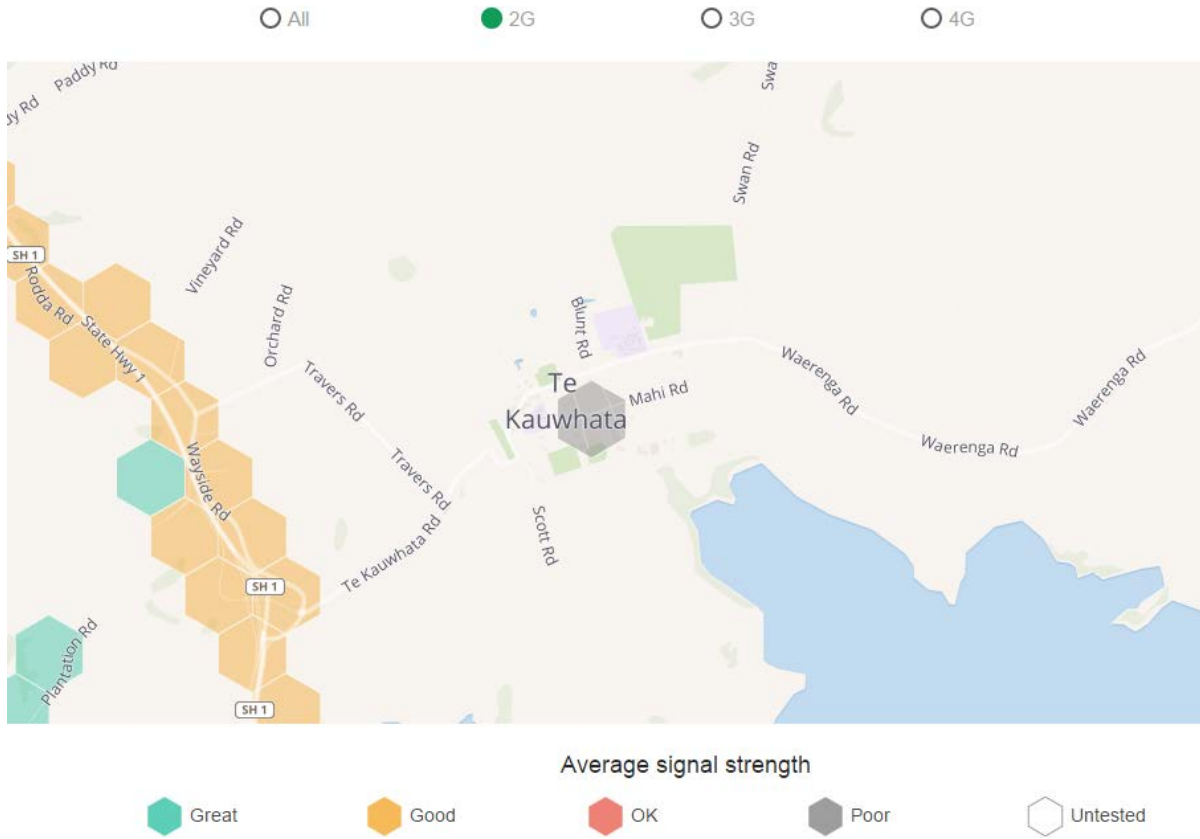 All 2G 3G 4G
Paddy Rd
dy Rd
Swa
Swan Rd
Vineyard Rd
SH 1
Rodda Rd
State Hwy 1
Orchard Rd
Blunt Rd
Travers Rd
Te
Kauwhata
Mahi Rd
Waerenga Rd
Waerenga Rd
Waerenga Rd
Wayside Rd
Travers Rd
Te Kauwhata Rd
Scott Rd
SH 1
Plantation Rd
SH 1
Average signal strength
Great Good OK Poor Untested